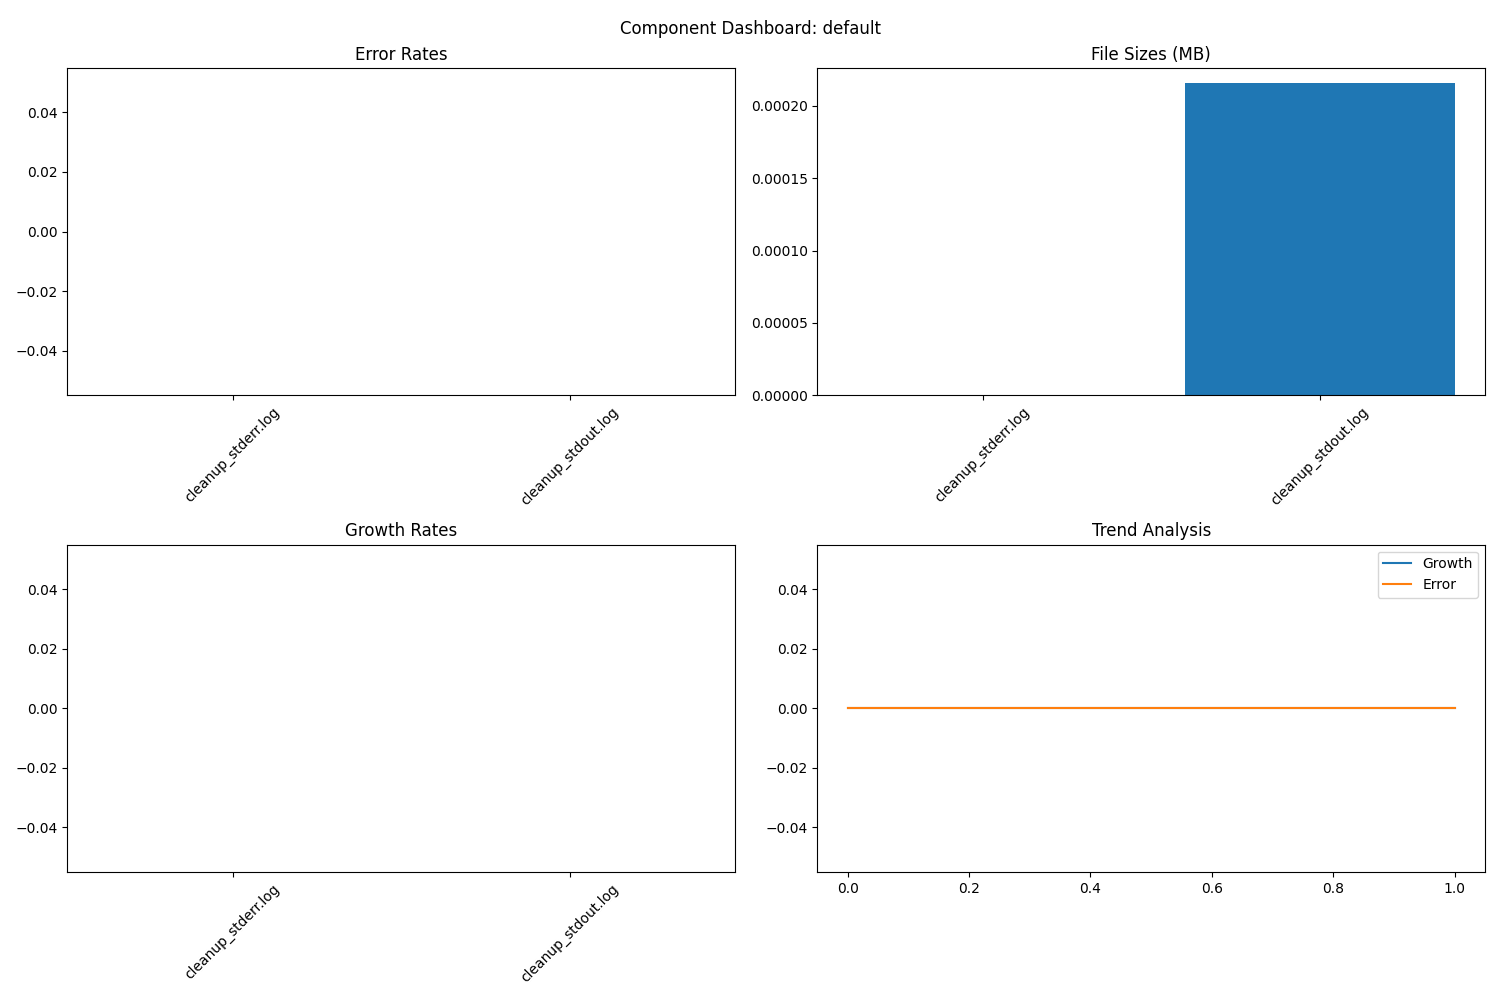 Component Dashboard: default
Error Rates
0.04
0.02
0.00
−0.02
−0.04
cleanup_stderr.log
cleanup_stdout.log
File Sizes (MB)
0.00020
0.00015
0.00010
0.00005
0.00000
cleanup_stderr.log
cleanup_stdout.log
Growth Rates
0.04
0.02
0.00
−0.02
−0.04
cleanup_stderr.log
cleanup_stdout.log
Trend Analysis
Growth
Error
0.04
0.02
0.00
−0.02
−0.04
0.0 0.2 0.4 0.6 0.8 1.0